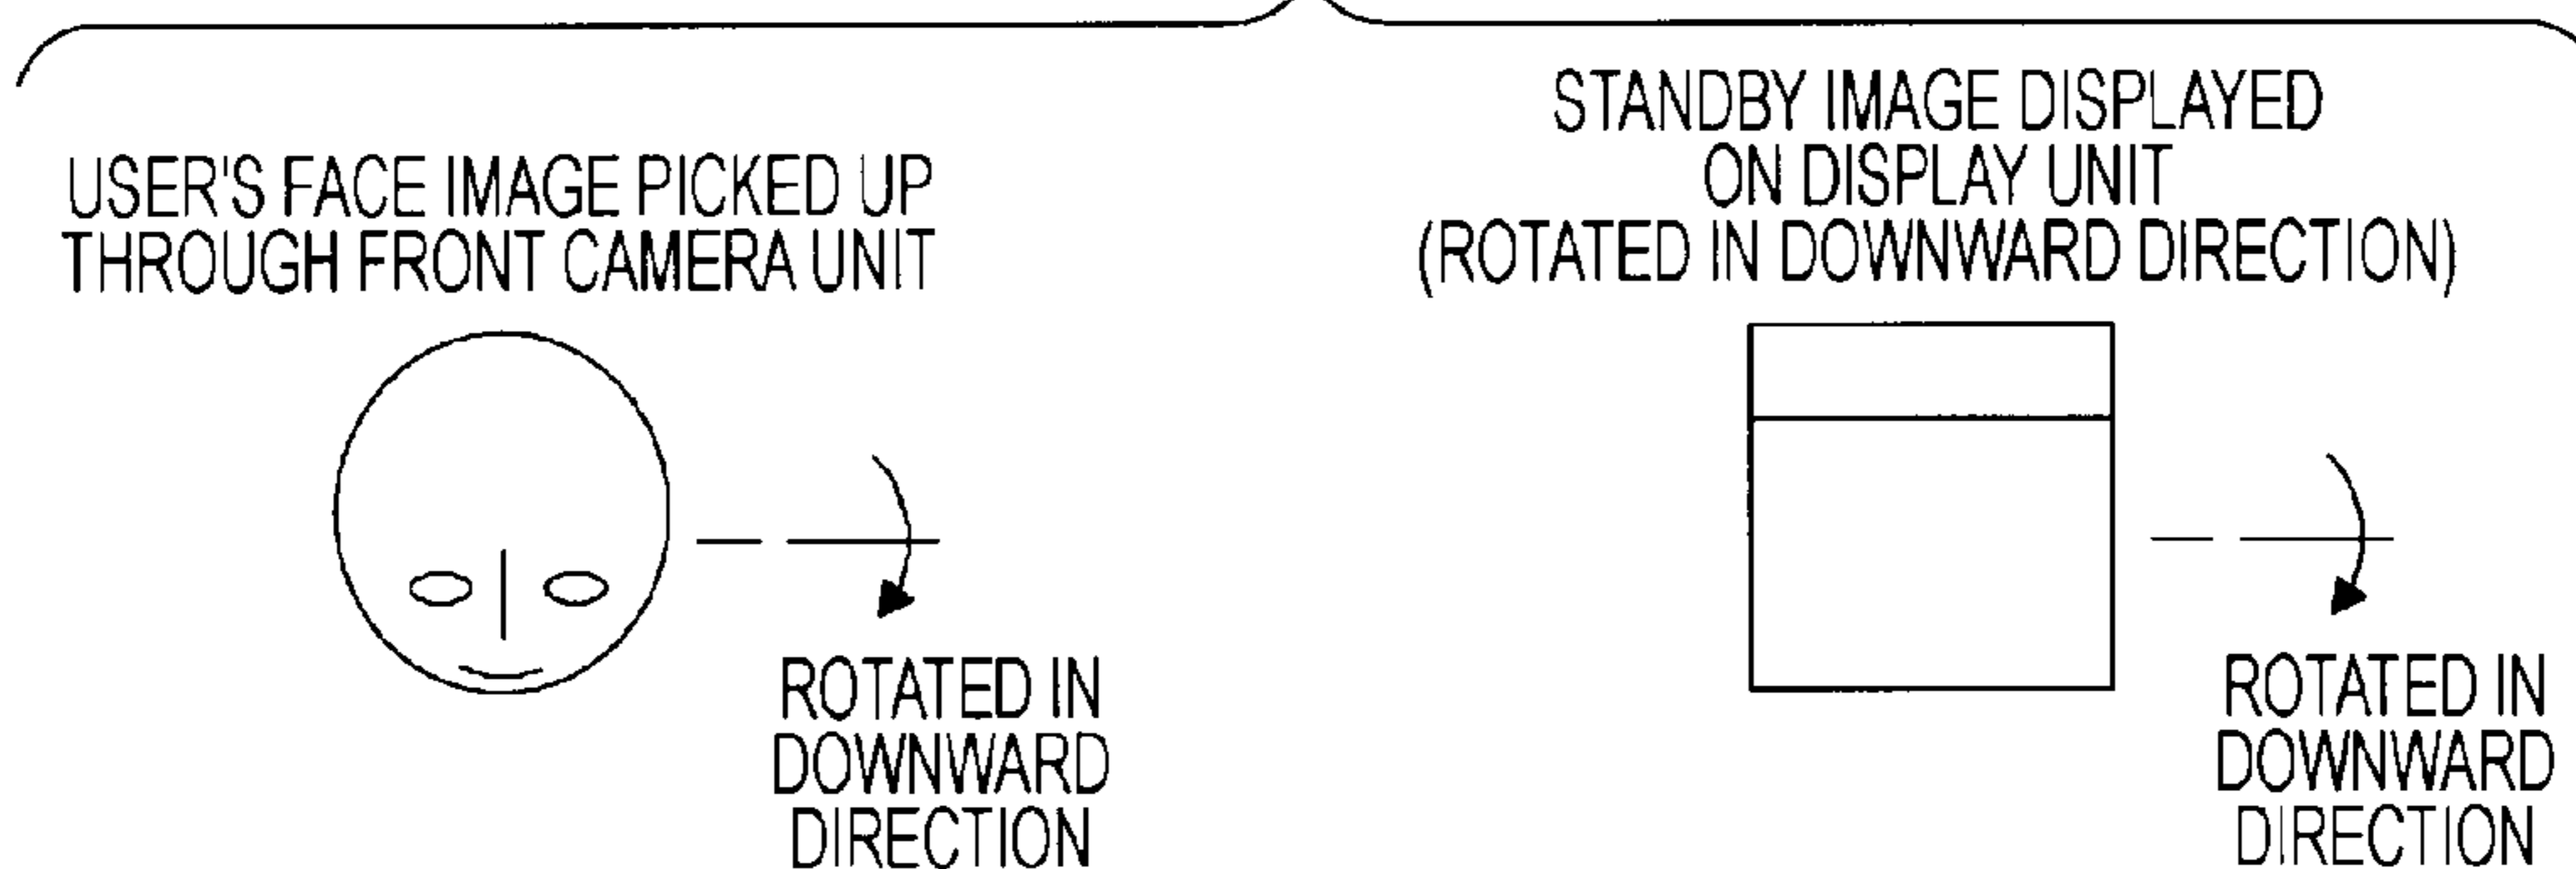 USER'S FACE IMAGE PICKED UP
THROUGH FRONT CAMERA UNIT
STANDBY IMAGE DISPLAYED
ON DISPLAY UNIT
(ROTATED IN DOWNWARD DIRECTION)
ROTATED IN
DOWNWARD
DIRECTION
ROTATED IN
DOWNWARD
DIRECTION